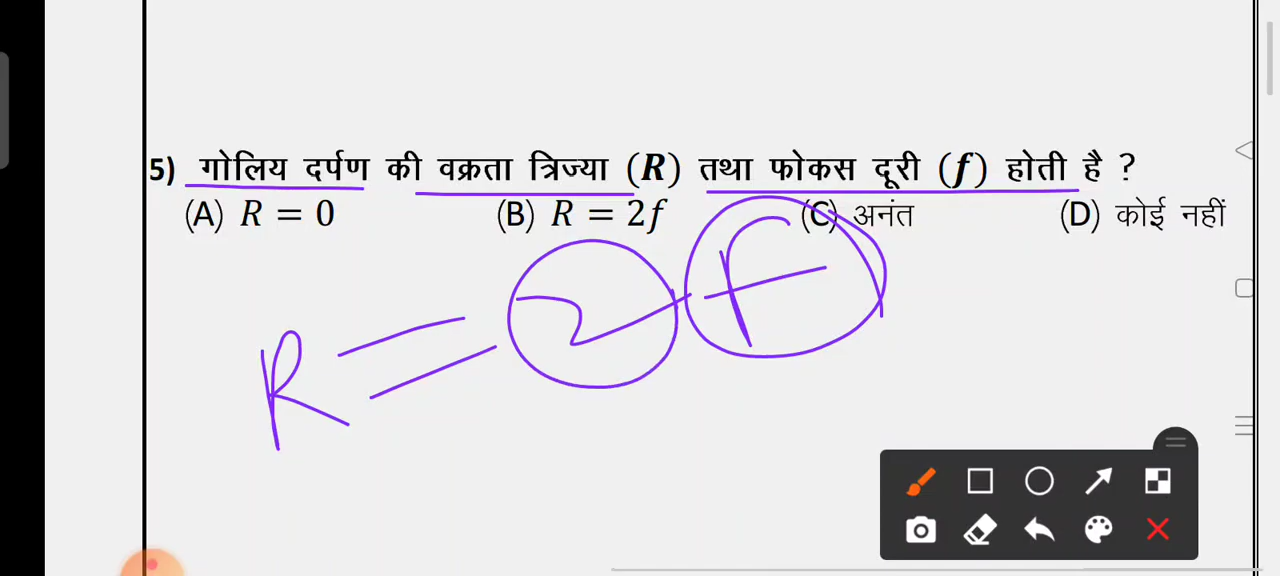 5) गोलिय दर्पण की वक्रता त्रिज्या (R) तथा फोकस दूरी (f) होती है ?
(A) R = 0 (B) R = 2f (C) अनंत (D) कोई नहीं
R = 2f